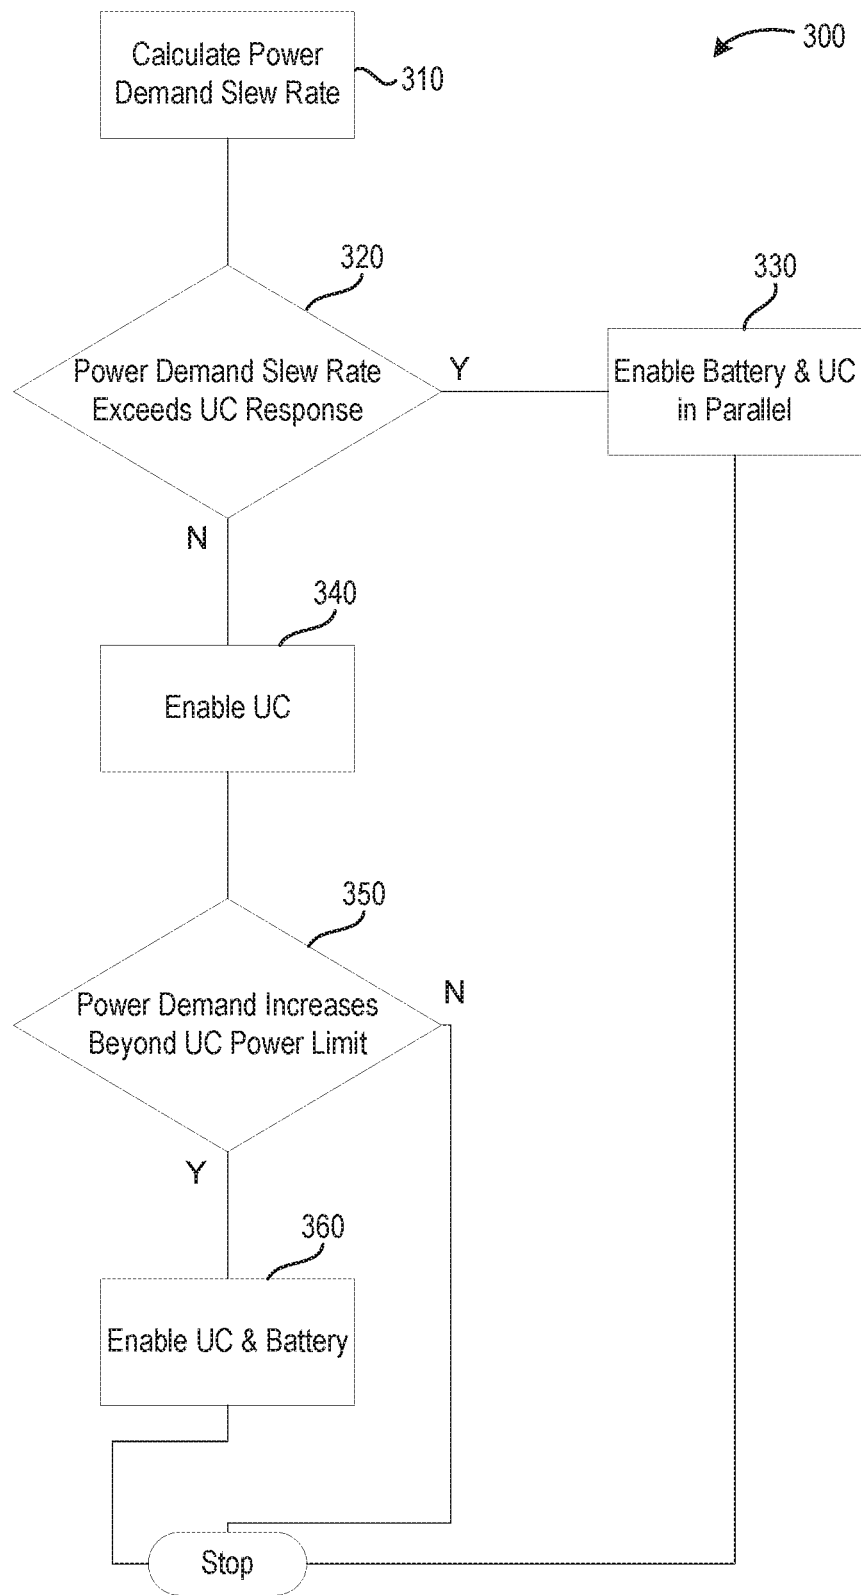 300
Calculate Power
Demand Slew Rate
310
320
Power Demand Slew Rate
Exceeds UC Response
Y
330
Enable Battery & UC
in Parallel
N
340
Enable UC
350
Power Demand Increases
Beyond UC Power Limit
N
Y
360
Enable UC & Battery
Stop